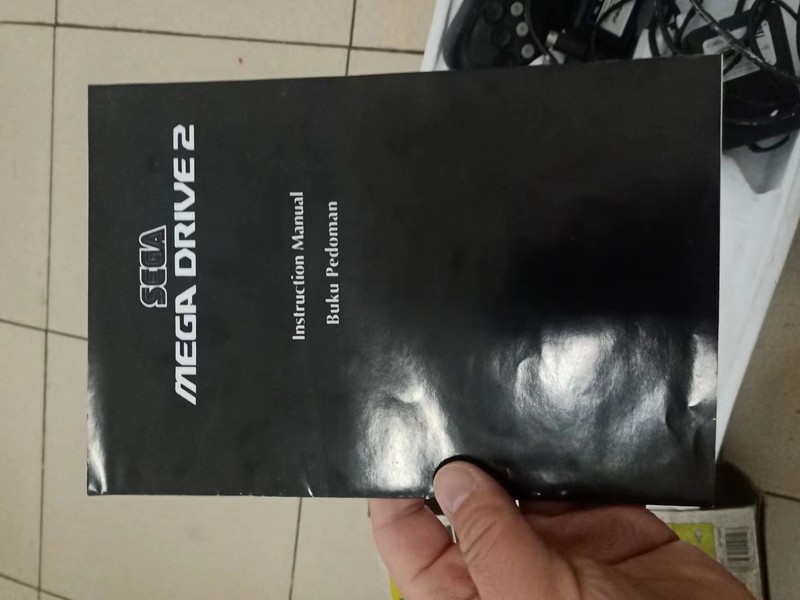 SEGA
MEGA DRIVE 2
Instruction Manual
Buku Pedoman